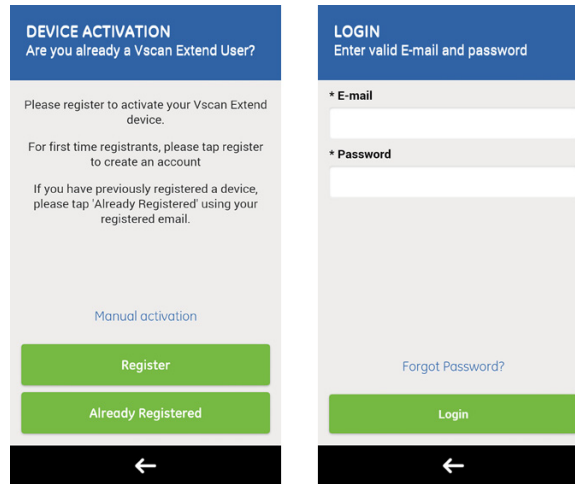 DEVICE ACTIVATION
Are you already a Vscan Extend User?
Please register to activate your Vscan Extend
device.
For first time registrants, please tap register
to create an account
If you have previously registered a device,
please tap 'Already Registered' using your
registered email.
Manual activation
Register
Already Registered
LOGIN
Enter valid E-mail and password
* E-mail
* Password
Forgot Password?
Login